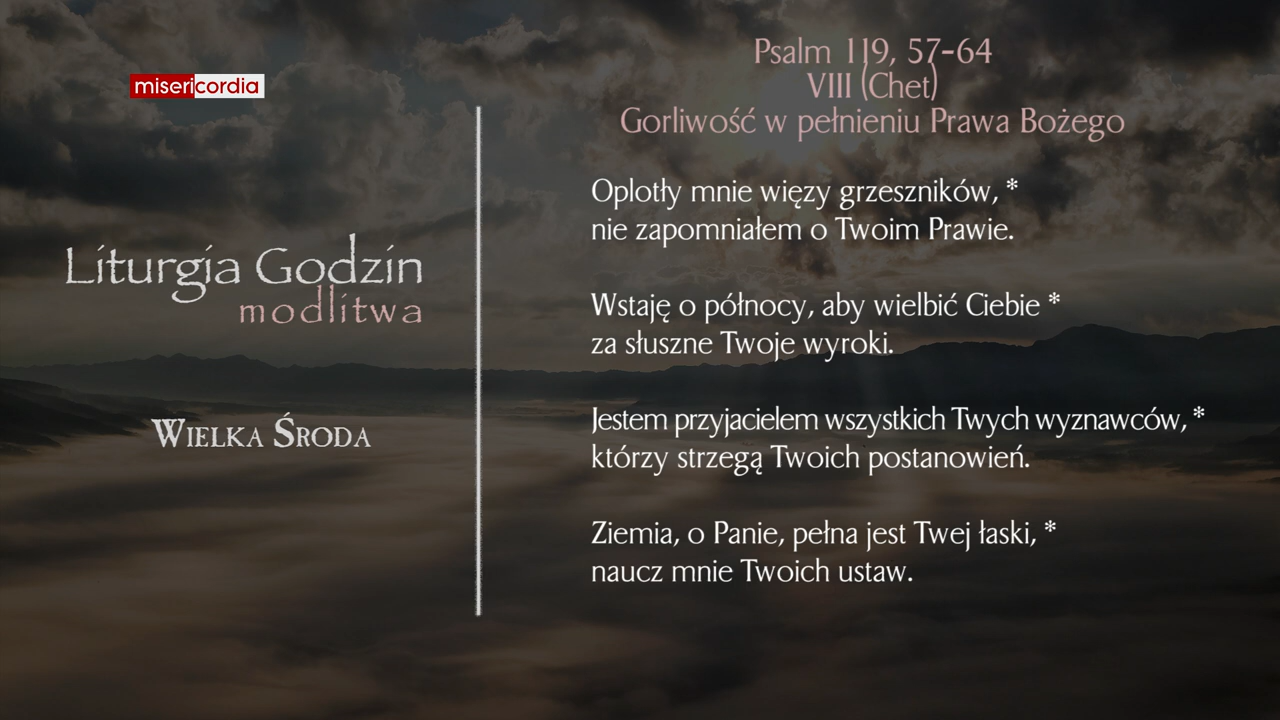 misericordia
Liturgia Godzin
modlitwa
Wielka Środa
Psalm 119, 57-64
VIII (Chet)
Gorliwość w pełnieniu Prawa Bożego
Oplotły mnie więzy grzeszników, *
nie zapomniałem o Twoim Prawie.
Wstaję o północy, aby wielbić Ciebie *
za słuszne Twoje wyroki.
Jestem przyjacielem wszystkich Twych wyznawców, *
którzy strzegą Twoich postanowień.
Ziemia, o Panie, pełna jest Twej łaski, *
naucz mnie Twoich ustaw.